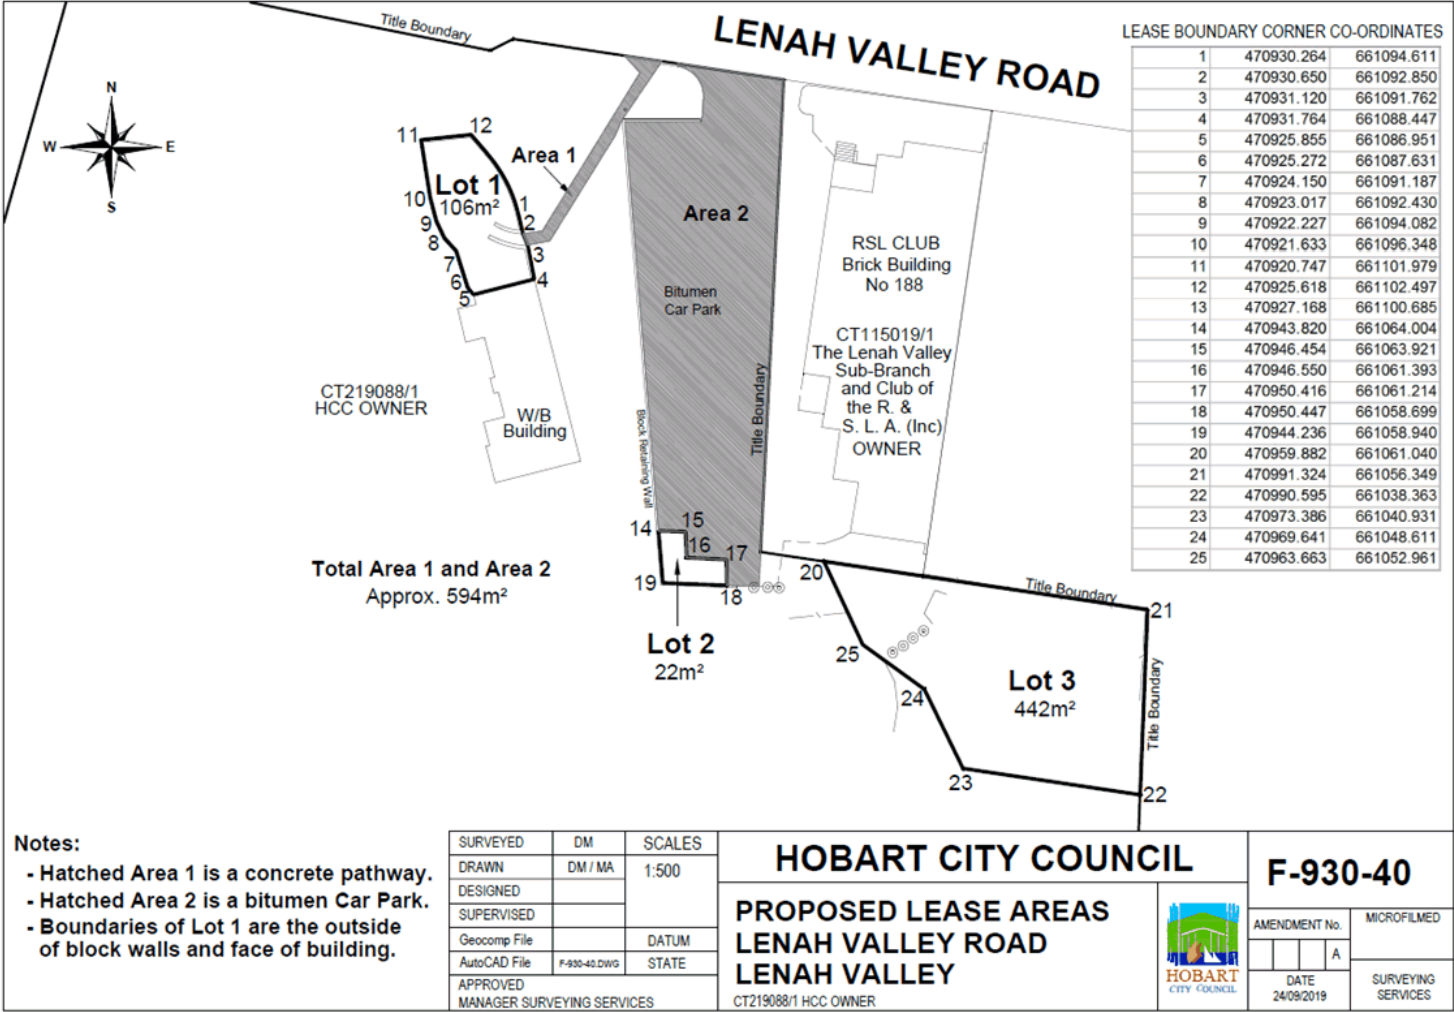 Title Boundary
LENAH VALLEY ROAD
LEASE BOUNDARY CORNER CO-ORDINATES
1 470930.264 661094.611
2 470930.650 661092.850
3 470931.120 661091.762
4 470931.764 661088.447
5 470925.855 661086.951
6 470925.272 661087.631
7 470924.150 661091.187
8 470923.017 661092.430
9 470922.227 661094.082
10 470921.633 661096.348
11 470920.747 661101.979
12 470925.618 661102.497
13 470927.168 661100.685
14 470943.820 661064.004
15 470946.454 661063.921
16 470946.550 661061.393
17 470950.416 661061.214
18 470950.447 661058.699
19 470944.236 661058.940
20 470959.882 661061.040
21 470991.324 661056.349
22 470990.595 661038.363
23 470973.386 661040.931
24 470969.641 661048.611
25 470963.663 661052.961
N
W E
S
11
12
Area 1
Lot 1
106m²
10
1
9
2
8
3
7
4
6
5
Area 2
Bitumen
Car Park
RSL CLUB
Brick Building
No 188
CT115019/1
The Lenah Valley
Sub-Branch
and Club of
the R. &
S. L. A. (Inc)
OWNER
Title Boundary
Block Retaining Wall
CT219088/1
HCC OWNER
W/B
Building
14
15
16
17
19
18
Lot 2
22m²
Total Area 1 and Area 2
Approx. 594m²
20
Title Boundary
21
25
24
Lot 3
442m²
Title Boundary
23
22
Notes:
- Hatched Area 1 is a concrete pathway.
- Hatched Area 2 is a bitumen Car Park.
- Boundaries of Lot 1 are the outside
of block walls and face of building.
SURVEYED DM SCALES
DRAWN DM / MA 1:500
DESIGNED
SUPERVISED
Geocomp File DATUM
AutoCAD File F-930-40.DWG STATE
APPROVED
MANAGER SURVEYING SERVICES
HOBART CITY COUNCIL
PROPOSED LEASE AREAS
LENAH VALLEY ROAD
LENAH VALLEY
CT219088/1 HCC OWNER
HOBART
CITY COUNCIL
F-930-40
AMENDMENT No.
A
DATE
24/09/2019
MICROFILMED
SURVEYING
SERVICES